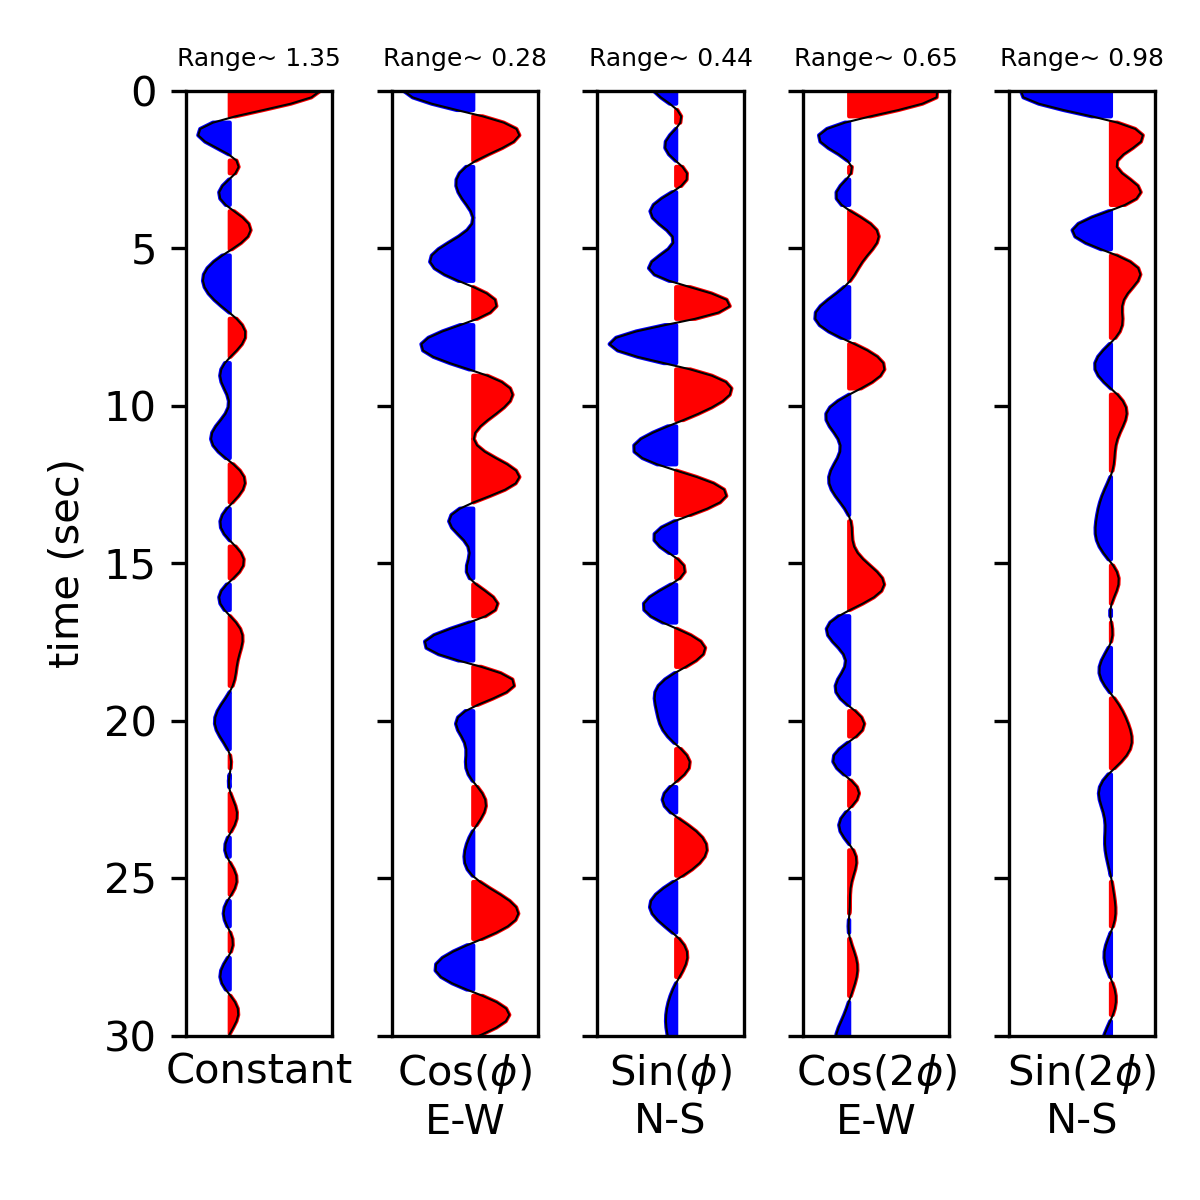 Range~ 1.35 Range~ 0.28 Range~ 0.44 Range~ 0.65 Range~ 0.98
0
5
10
15
20
25
30
time (sec)
Constant Cos(ϕ) Sin(ϕ) Cos(2ϕ) Sin(2ϕ)
E-W N-S E-W N-S